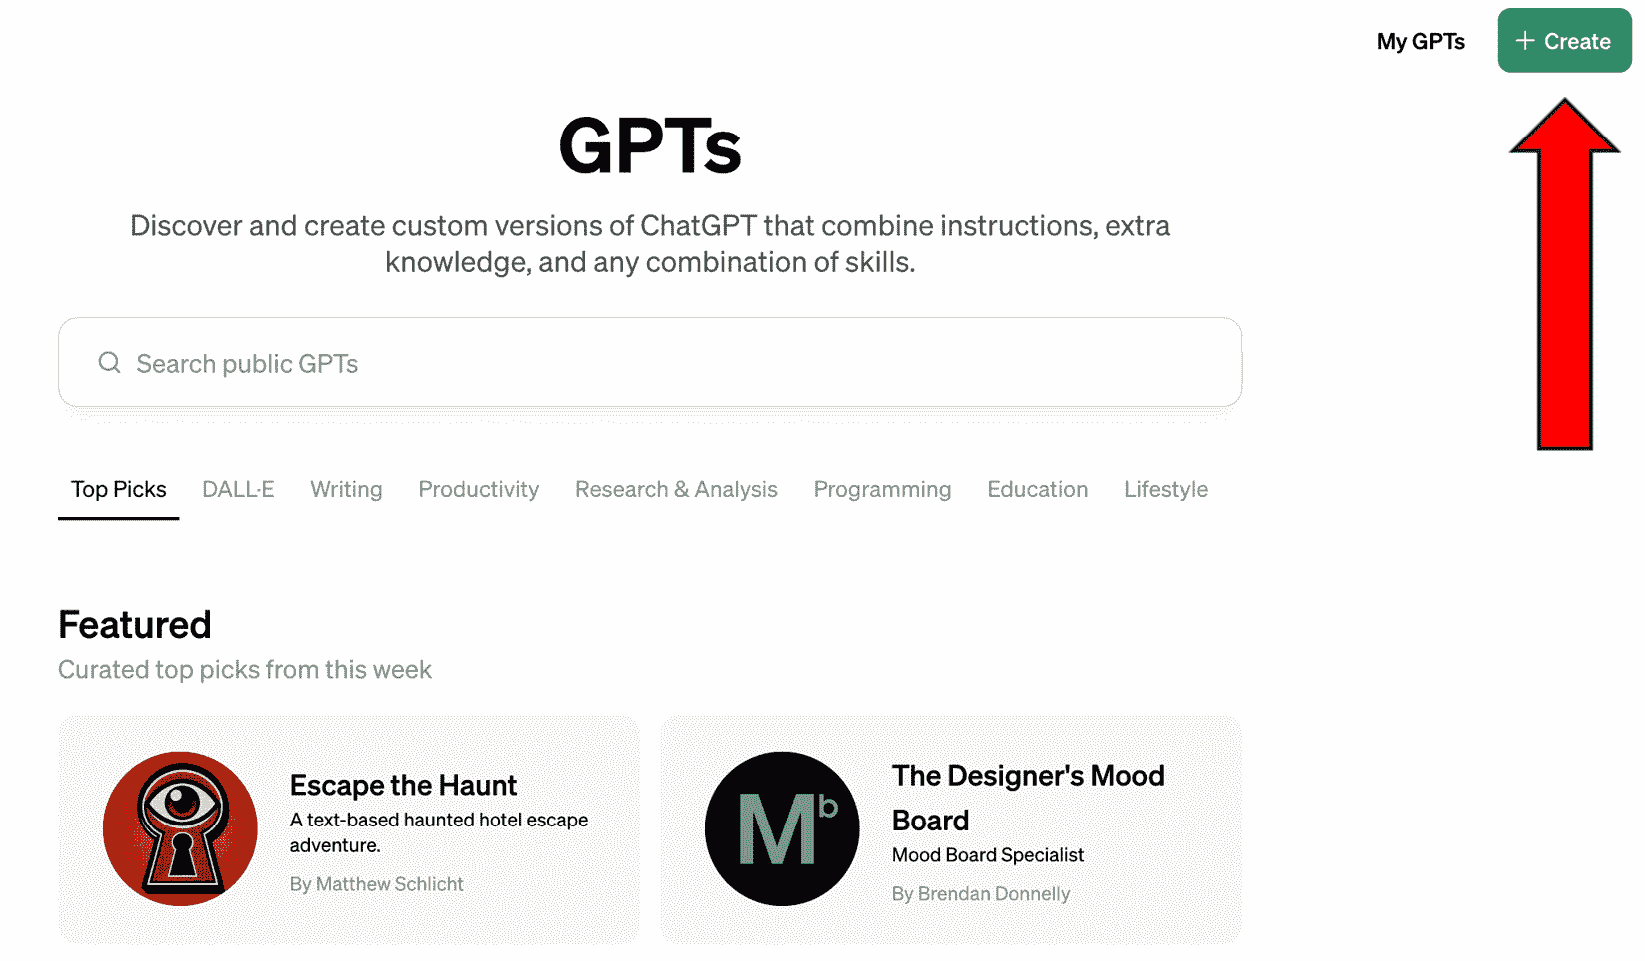 My GPTs
+ Create
GPTs
Discover and create custom versions of ChatGPT that combine instructions, extra
knowledge, and any combination of skills.
Search public GPTs
Top Picks DALL·E Writing Productivity Research & Analysis Programming Education Lifestyle
Featured
Curated top picks from this week
Escape the Haunt
A text-based haunted hotel escape
adventure.
By Matthew Schlicht
Mb
The Designer's Mood
Board
Mood Board Specialist
By Brendan Donnelly